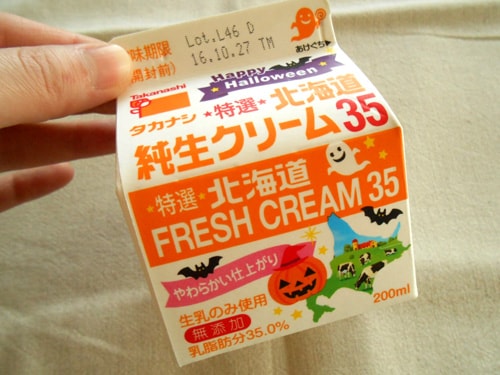 賞味期限
(開封前)
Lot.L46 D
16.10.27 TM
あけぐち▶
Happy
Halloween
Takanashi
タカナシ
特選 北海道
純生クリーム35
特選 北海道
FRESH CREAM 35
やわらかい仕上がり
生乳のみ使用
無添加
乳脂肪分35.0%
200ml